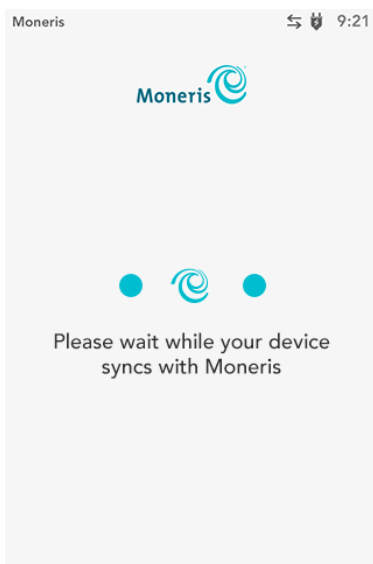 Moneris
9:21
Moneris
Please wait while your device
syncs with Moneris